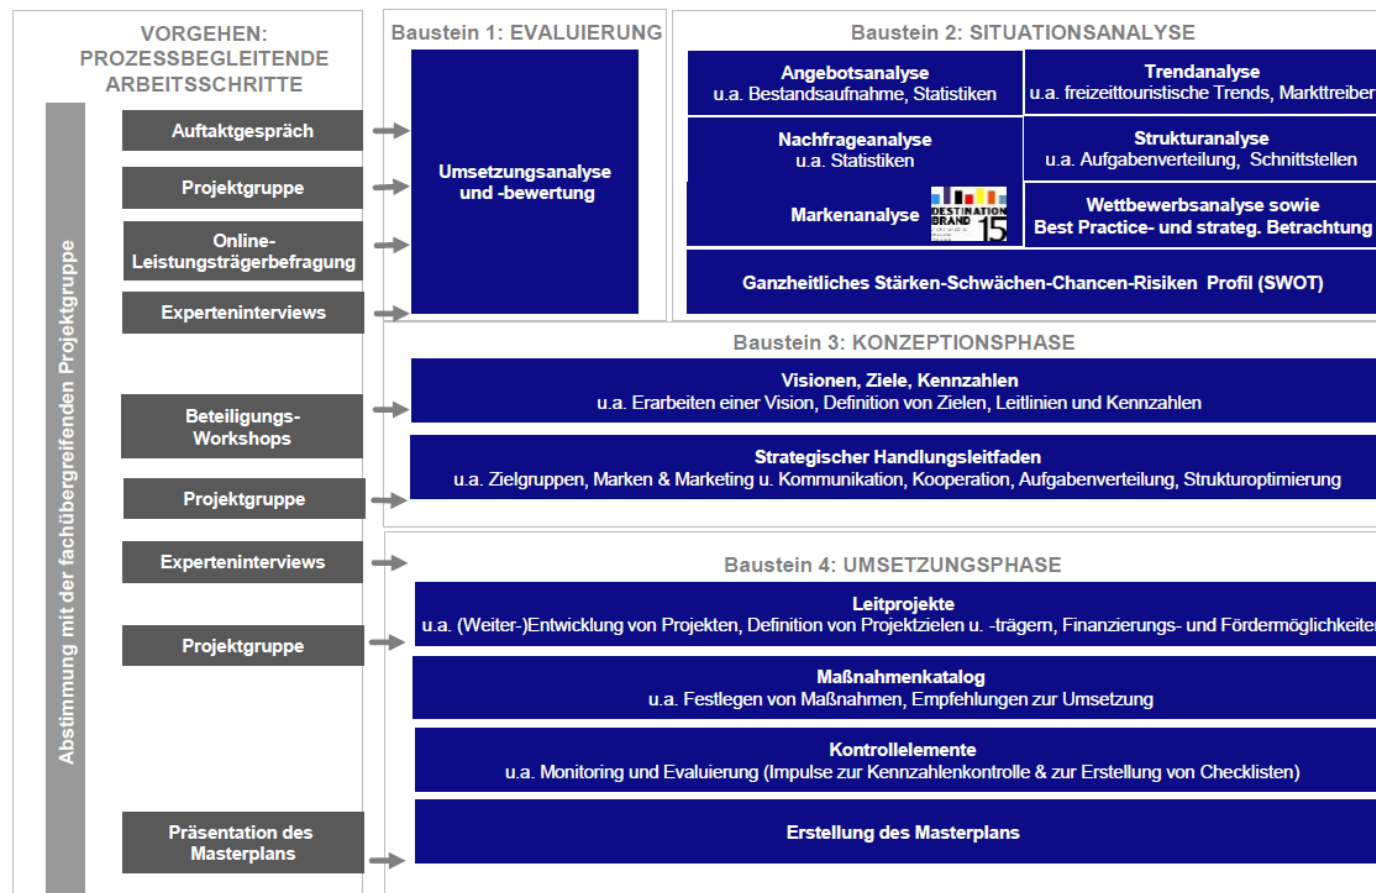 VORGEHEN:
PROZESSBEGLEITENDE
ARBEITSSCHRITTE
Abstimmung mit der fachübergreifenden Projektgruppe
Auftaktgespräch
Projektgruppe
Online-
Leistungsträgerbefragung
Experteninterviews
Beteiligungs-
Workshops
Projektgruppe
Experteninterviews
Projektgruppe
Präsentation des
Masterplans
Baustein 1: EVALUIERUNG
Umsetzungsanalyse
und -bewertung
Baustein 2: SITUATIONSANALYSE
Angebotsanalyse
u.a. Bestandsaufnahme, Statistiken
Trendanalyse
u.a. freizeittouristische Trends, Markttreiber
Nachfrageanalyse
u.a. Statistiken
Strukturanalyse
u.a. Aufgabenverteilung, Schnittstellen
Markenanalyse
DESTINATION
BRAND
15
Wettbewerbsanalyse sowie
Best Practice- und strateg. Betrachtung
Ganzheitliches Stärken-Schwächen-Chancen-Risiken Profil (SWOT)
Baustein 3: KONZEPTIONSPHASE
Visionen, Ziele, Kennzahlen
u.a. Erarbeiten einer Vision, Definition von Zielen, Leitlinien und Kennzahlen
Strategischer Handlungsleitfaden
u.a. Zielgruppen, Marken & Marketing u. Kommunikation, Kooperation, Aufgabenverteilung, Strukturoptimierung
Baustein 4: UMSETZUNGSPHASE
Leitprojekte
u.a. (Weiter-)Entwicklung von Projekten, Definition von Projektzielen u. -trägern, Finanzierungs- und Fördermöglichkeiten
Maßnahmenkatalog
u.a. Festlegen von Maßnahmen, Empfehlungen zur Umsetzung
Kontrollelemente
u.a. Monitoring und Evaluierung (Impulse zur Kennzahlenkontrolle & zur Erstellung von Checklisten)
Erstellung des Masterplans